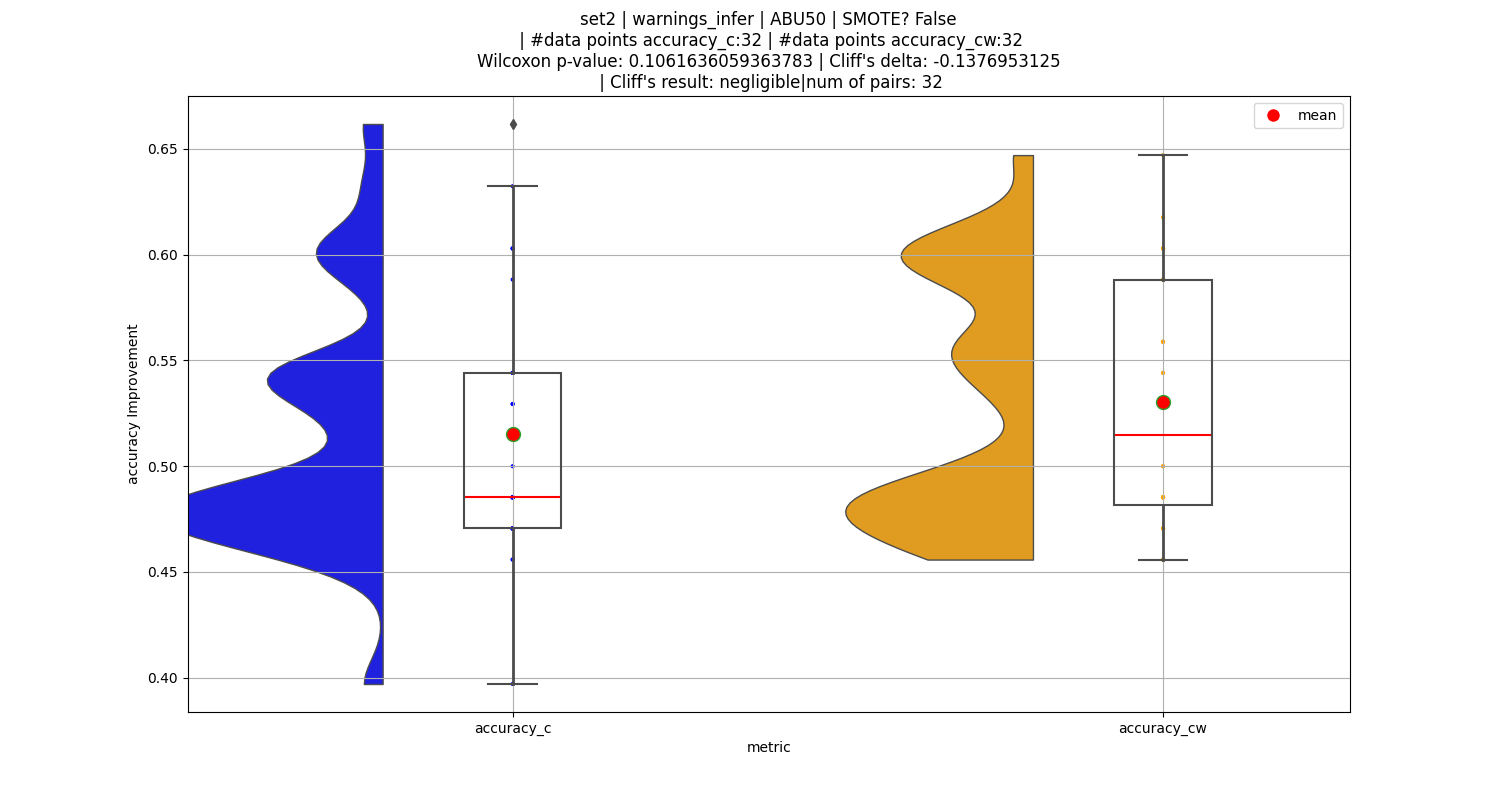 set2 | warnings_infer | ABU50 | SMOTE? False
| #data points accuracy_c:32 | #data points accuracy_cw:32
Wilcoxon p-value: 0.1061636059363783 | Cliff's delta: -0.1376953125
| Cliff's result: negligible|num of pairs: 32
mean
0.65
0.60
0.55
0.50
0.45
0.40
accuracy Improvement
accuracy_c
accuracy_cw
metric